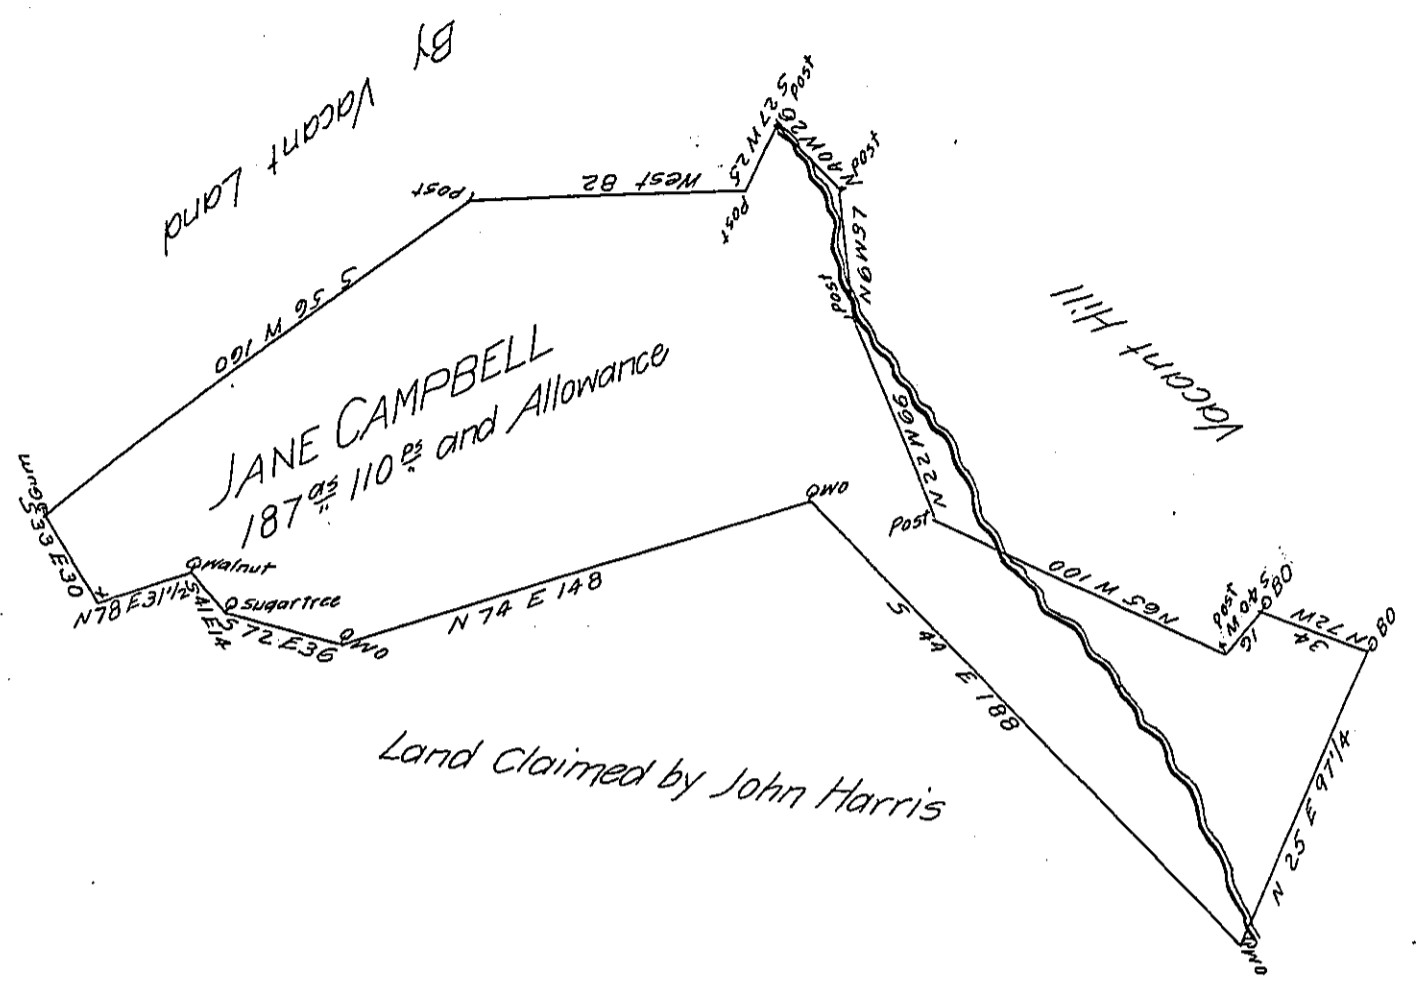 By
Vacant Land
Post
West 82
Post
S 27 W 25
Post
N 40 W 26
Post
N 6 W 37
Post
Vacant Hill
S 56 W 160
JANE CAMPBELL
187 as 110 ps and Allowance
N 22 W 66
Post
N 65 W 100
Post
S 40 W
16
BO
N 72 W
34
BO
N 25 E 97 1/4
WO
S 44 E 188
WO
N 74 E 148
WO
S 72 E 36
Sugartree
S 41 E 14
Walnut
N 78 E 31 1/2
S 33 E 30
Gum
Land Claimed by John Harris